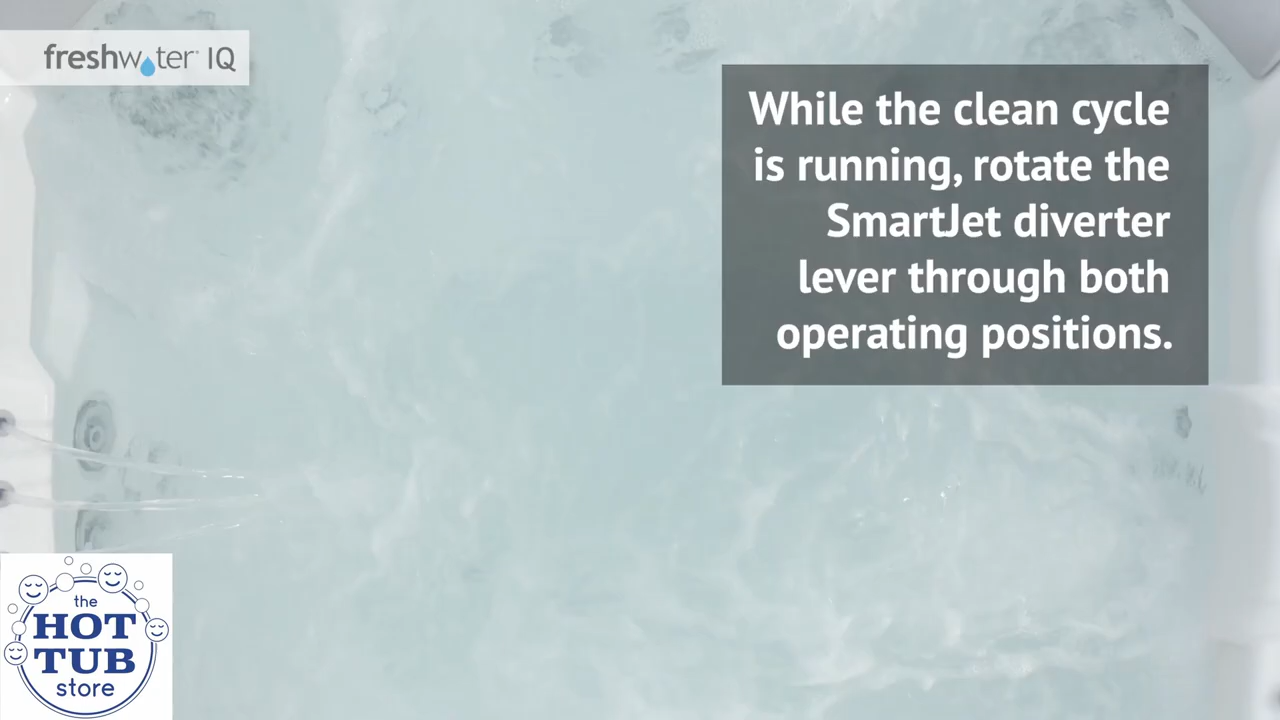 freshwater IQ
While the clean cycle
is running, rotate the
SmartJet diverter
lever through both
operating positions.
the
HOT
TUB
store